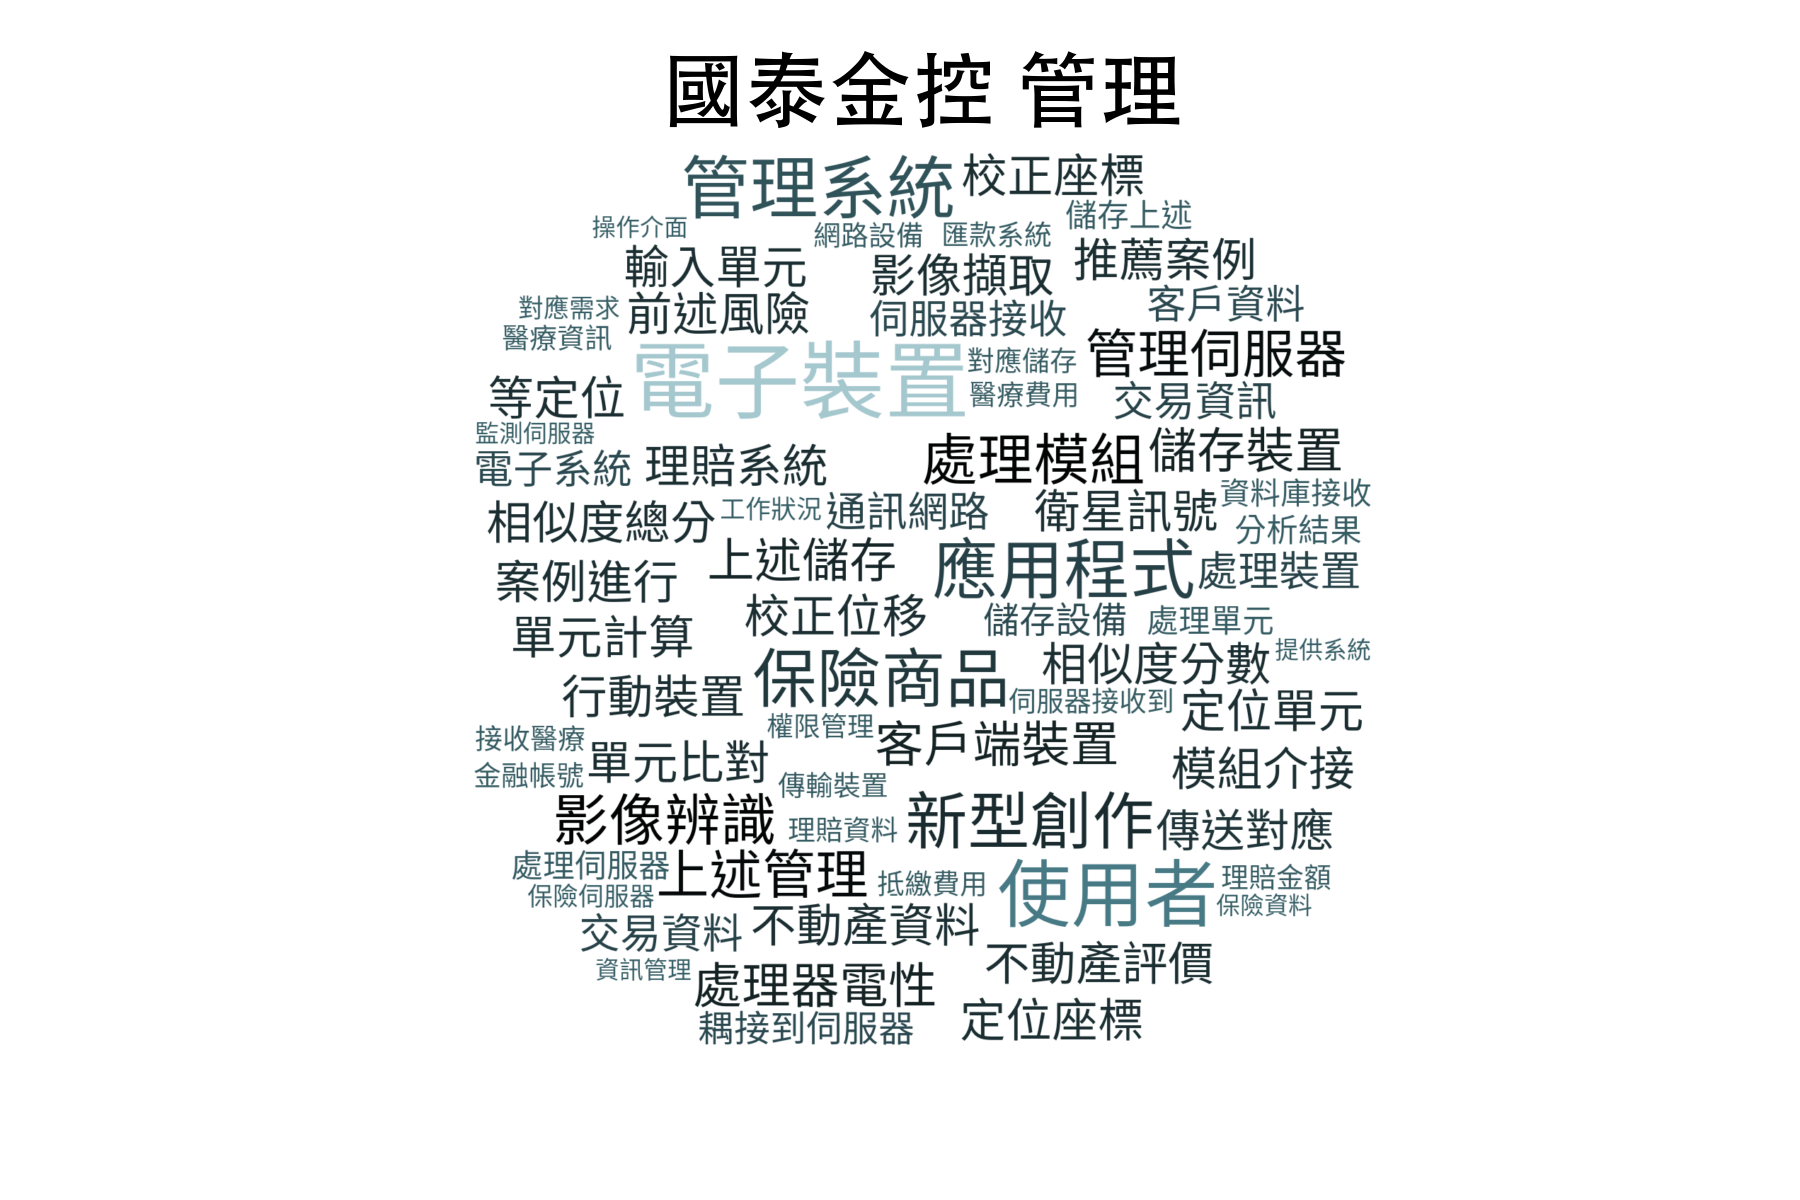 國泰金控 管理
管理系統 校正座標
儲存上述
操作介面 網路設備 匯款系統
輸入單元 影像擷取 推薦案例
對應需求 前述風險 伺服器接收 客戶資料
醫療資訊 電子裝置 對應儲存 管理伺服器
等定位 醫療費用 交易資訊
監測伺服器
電子系統 理賠系統 處理模組 儲存裝置
相似度總分 工作狀況 通訊網路 衛星訊號 資料庫接收
分析結果
案例進行 上述儲存 應用程式 處理裝置
單元計算 校正位移 儲存設備 處理單元
保險商品 相似度分數 提供系統
行動裝置 伺服器接收到 定位單元
接收醫療 權限管理 客戶端裝置
金融帳號 單元比對 傳輸裝置 模組介接
影像辨識 理賠資料 新型創作 傳送對應
處理伺服器 上述管理 抵繳費用 使用者 理賠金額
保險伺服器 保險資料
交易資料 不動產資料
資訊管理 處理器電性 不動產評價
耦接到伺服器 定位座標